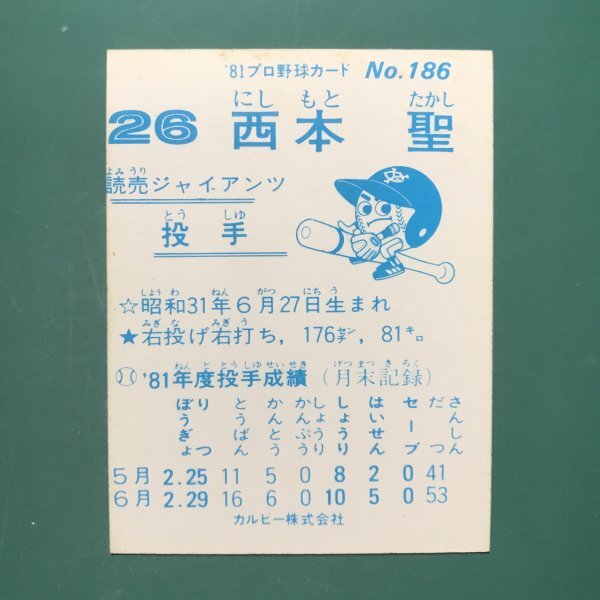 '81プロ野球カード No.186
にし もと たかし
26 西本 聖
よみうり
読売ジャイアンツ
とう しゅ
投手
しょうわ ねん がつ にち う
☆昭和31年6月27日生まれ
みぎ な みぎ う
★右投げ右打ち，176センチ，81キロ
ねん ど とうしゅせいせき げつまつ きろく
'81年度投手成績（月末記録）
ぼうぎょりつ とうばん かんとう かんぷう しょうり しょうり はいせん セーブ だっさんしん
5月 2.25 11 5 0 8 2 0 41
6月 2.29 16 6 0 10 5 0 53
カルビー株式会社